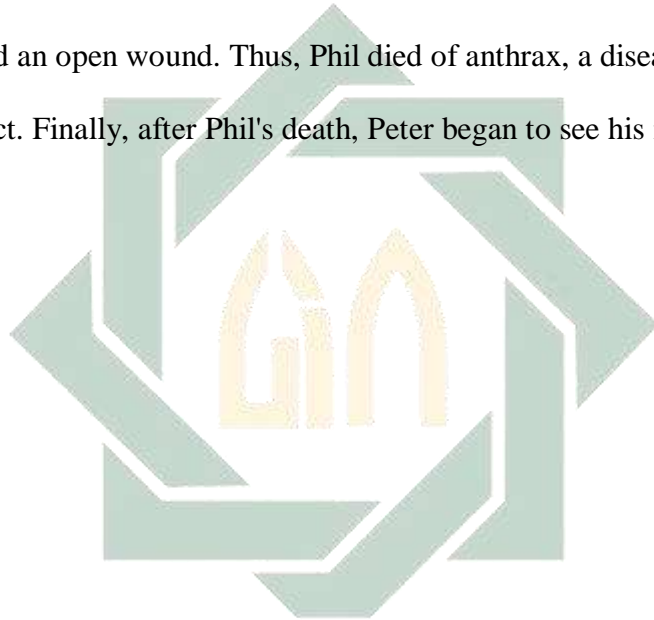 d an open wound. Thus, Phil died of anthrax, a disea
ct. Finally, after Phil's death, Peter began to see his